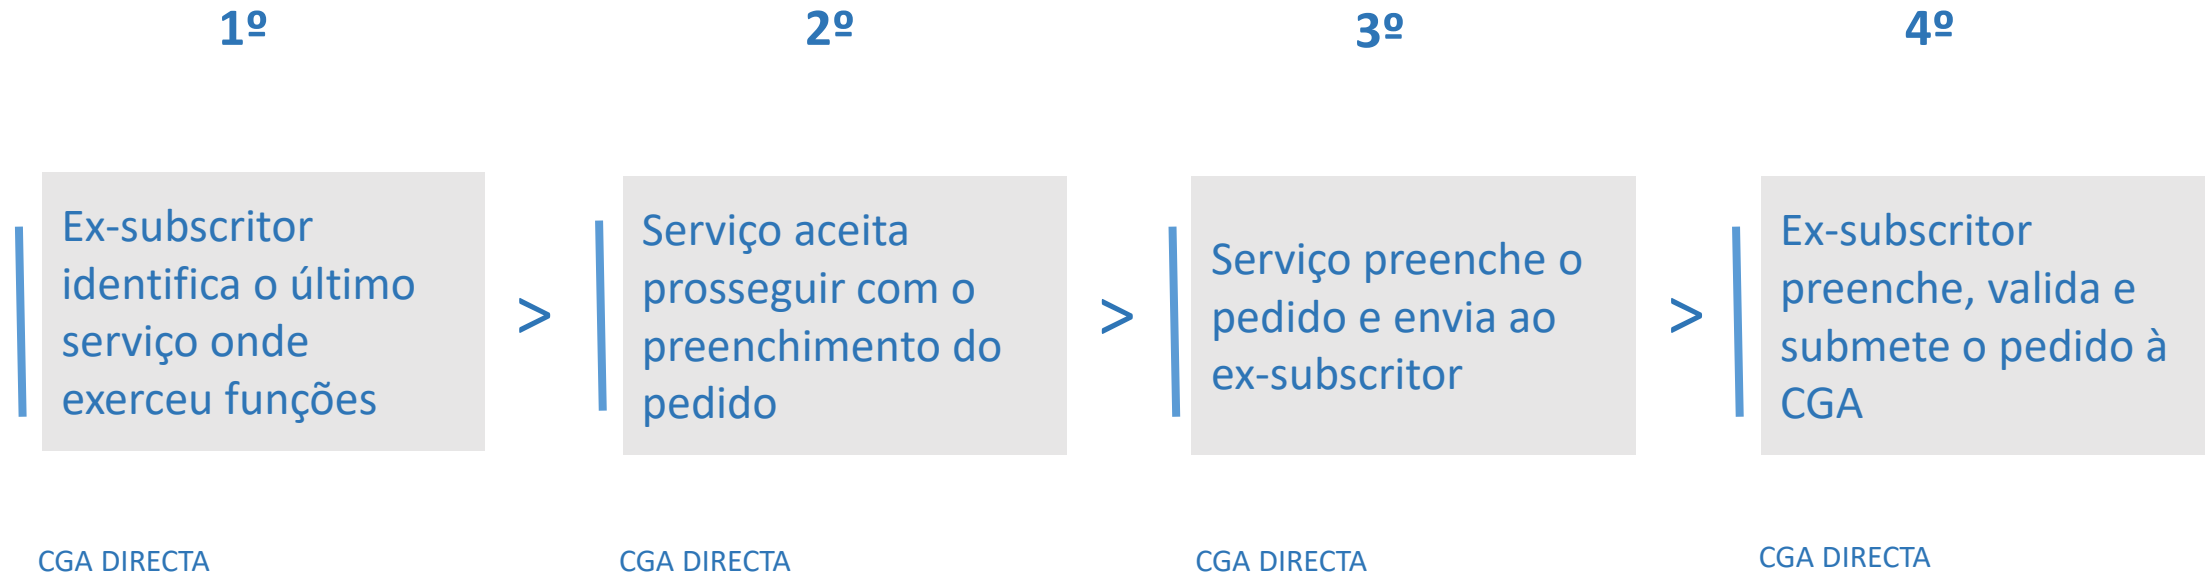 1º
Ex-subscritor
identifica o último
serviço onde
exerceu funções
CGA DIRECTA
>
2º
Serviço aceita
prosseguir com o
preenchimento do
pedido
CGA DIRECTA
>
3º
Serviço preenche o
pedido e envia ao
ex-subscritor
CGA DIRECTA
>
4º
Ex-subscritor
preenche, valida e
submete o pedido à
CGA
CGA DIRECTA